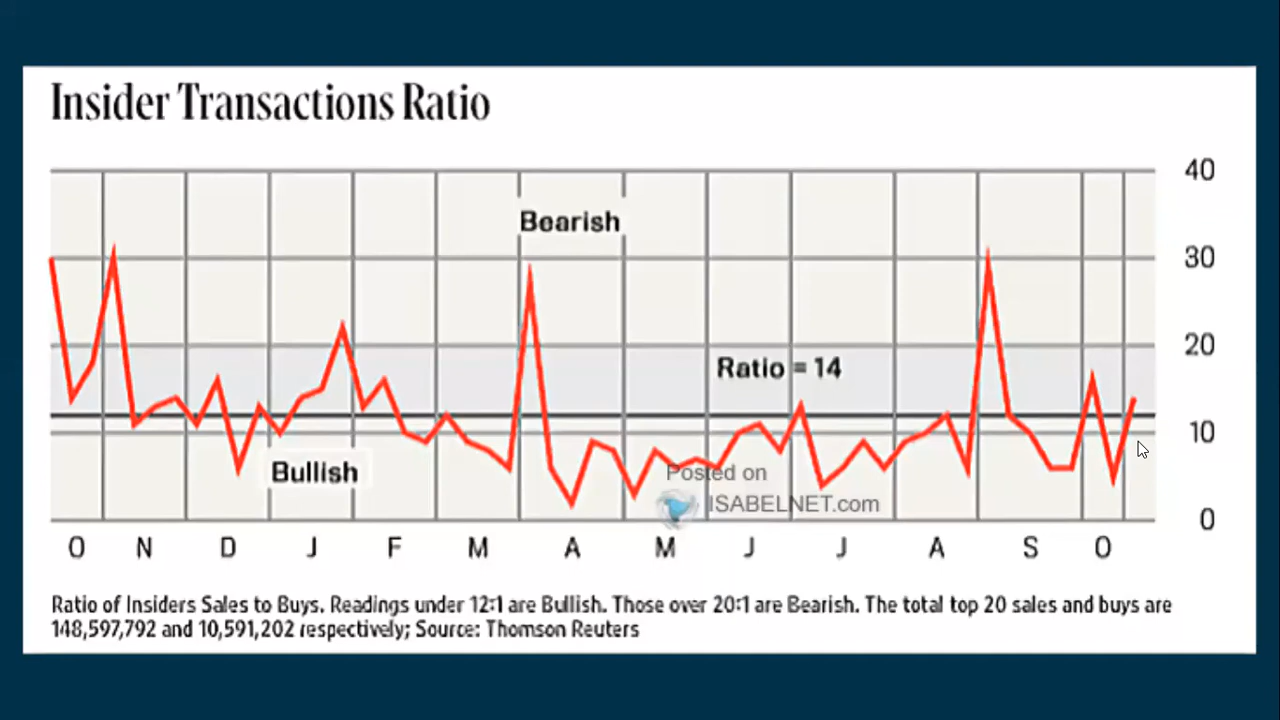 Insider Transactions Ratio
40
Bearish
30
Ratio = 14
20
10
Bullish
Posted on
ISABELNET.com
0
O N D J F M A M J J A S O
Ratio of Insiders Sales to Buys. Readings under 12:1 are Bullish. Those over 20:1 are Bearish. The total top 20 sales and buys are
148,597,792 and 10,591,202 respectively; Source: Thomson Reuters